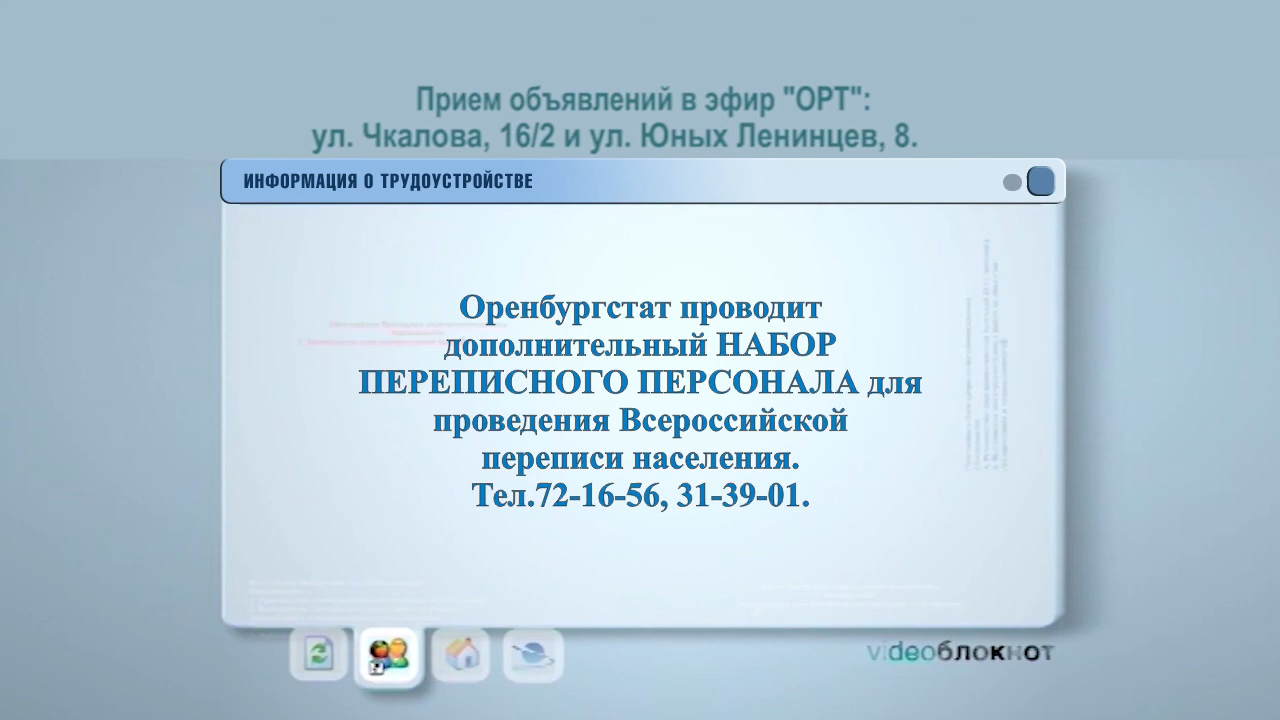 Прием объявлений в эфир "ОРТ":
ул. Чкалова, 16/2 и ул. Юных Ленинцев, 8.
ИНФОРМАЦИЯ О ТРУДОУСТРОЙСТВЕ
Оренбургстат проводит
дополнительный НАБОР
ПЕРЕПИСНОГО ПЕРСОНАЛА для
проведения Всероссийской
переписи населения.
Тел.72-16-56, 31-39-01.
videoблокнот